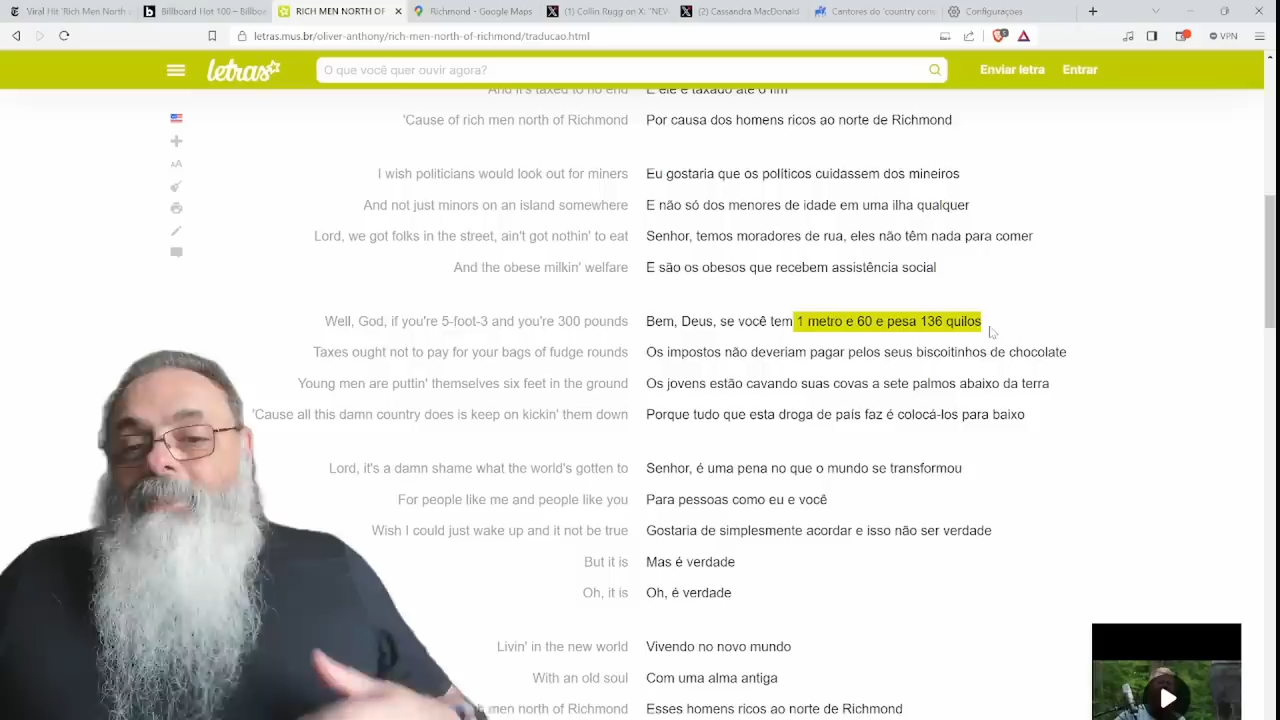 Viral Hit 'Rich Men North
Billboard Hot 100 – Billboa
RICH MEN NORTH OF
Richmond - Google Maps
(1) Collin Rugg on X: "NEW
(2) Cassandra MacDonald
Cantores do 'country cons
Configurações
letras.mus.br/oliver-anthony/rich-men-north-of-richmond/traducao.html
VPN
letras
O que você quer ouvir agora?
Enviar letra
Entrar
And it's taxed to no end
E ele é taxado até o fim
'Cause of rich men north of Richmond
Por causa dos homens ricos ao norte de Richmond
I wish politicians would look out for miners
Eu gostaria que os políticos cuidassem dos mineiros
And not just minors on an island somewhere
E não só dos menores de idade em uma ilha qualquer
Lord, we got folks in the street, ain't got nothin' to eat
Senhor, temos moradores de rua, eles não têm nada para comer
And the obese milkin' welfare
E são os obesos que recebem assistência social
Well, God, if you're 5-foot-3 and you're 300 pounds
Bem, Deus, se você tem 1 metro e 60 e pesa 136 quilos
Taxes ought not to pay for your bags of fudge rounds
Os impostos não deveriam pagar pelos seus biscoitinhos de chocolate
Young men are puttin' themselves six feet in the ground
Os jovens estão cavando suas covas a sete palmos abaixo da terra
'Cause all this damn country does is keep on kickin' them down
Porque tudo que esta droga de país faz é colocá-los para baixo
Lord, it's a damn shame what the world's gotten to
Senhor, é uma pena no que o mundo se transformou
For people like me and people like you
Para pessoas como eu e você
Wish I could just wake up and it not be true
Gostaria de simplesmente acordar e isso não ser verdade
But it is
Mas é verdade
Oh, it is
Oh, é verdade
Livin' in the new world
Vivendo no novo mundo
With an old soul
Com uma alma antiga
men north of Richmond
Esses homens ricos ao norte de Richmond